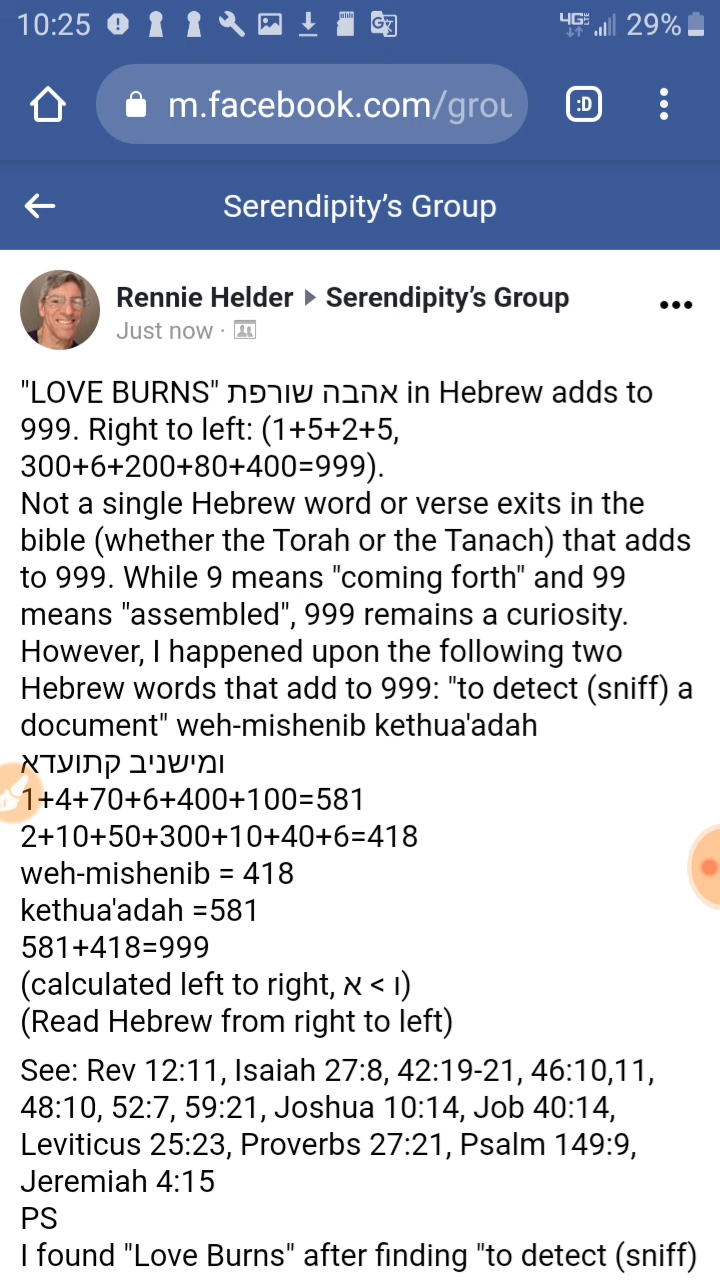 10:25
4G 29%
m.facebook.com/grou
:D
Serendipity’s Group
Rennie Helder ▸ Serendipity’s Group
Just now ·
"LOVE BURNS" אהבה שורפת in Hebrew adds to
999. Right to left: (1+5+2+5,
300+6+200+80+400=999).
Not a single Hebrew word or verse exits in the
bible (whether the Torah or the Tanach) that adds
to 999. While 9 means "coming forth" and 99
means "assembled", 999 remains a curiosity.
However, I happened upon the following two
Hebrew words that add to 999: "to detect (sniff) a
document" weh-mishenib kethua'adah
ומישניב קתועדא
1+4+70+6+400+100=581
2+10+50+300+10+40+6=418
weh-mishenib = 418
kethua'adah =581
581+418=999
(calculated left to right, א < ו)
(Read Hebrew from right to left)
See: Rev 12:11, Isaiah 27:8, 42:19-21, 46:10,11,
48:10, 52:7, 59:21, Joshua 10:14, Job 40:14,
Leviticus 25:23, Proverbs 27:21, Psalm 149:9,
Jeremiah 4:15
PS
I found "Love Burns" after finding "to detect (sniff)